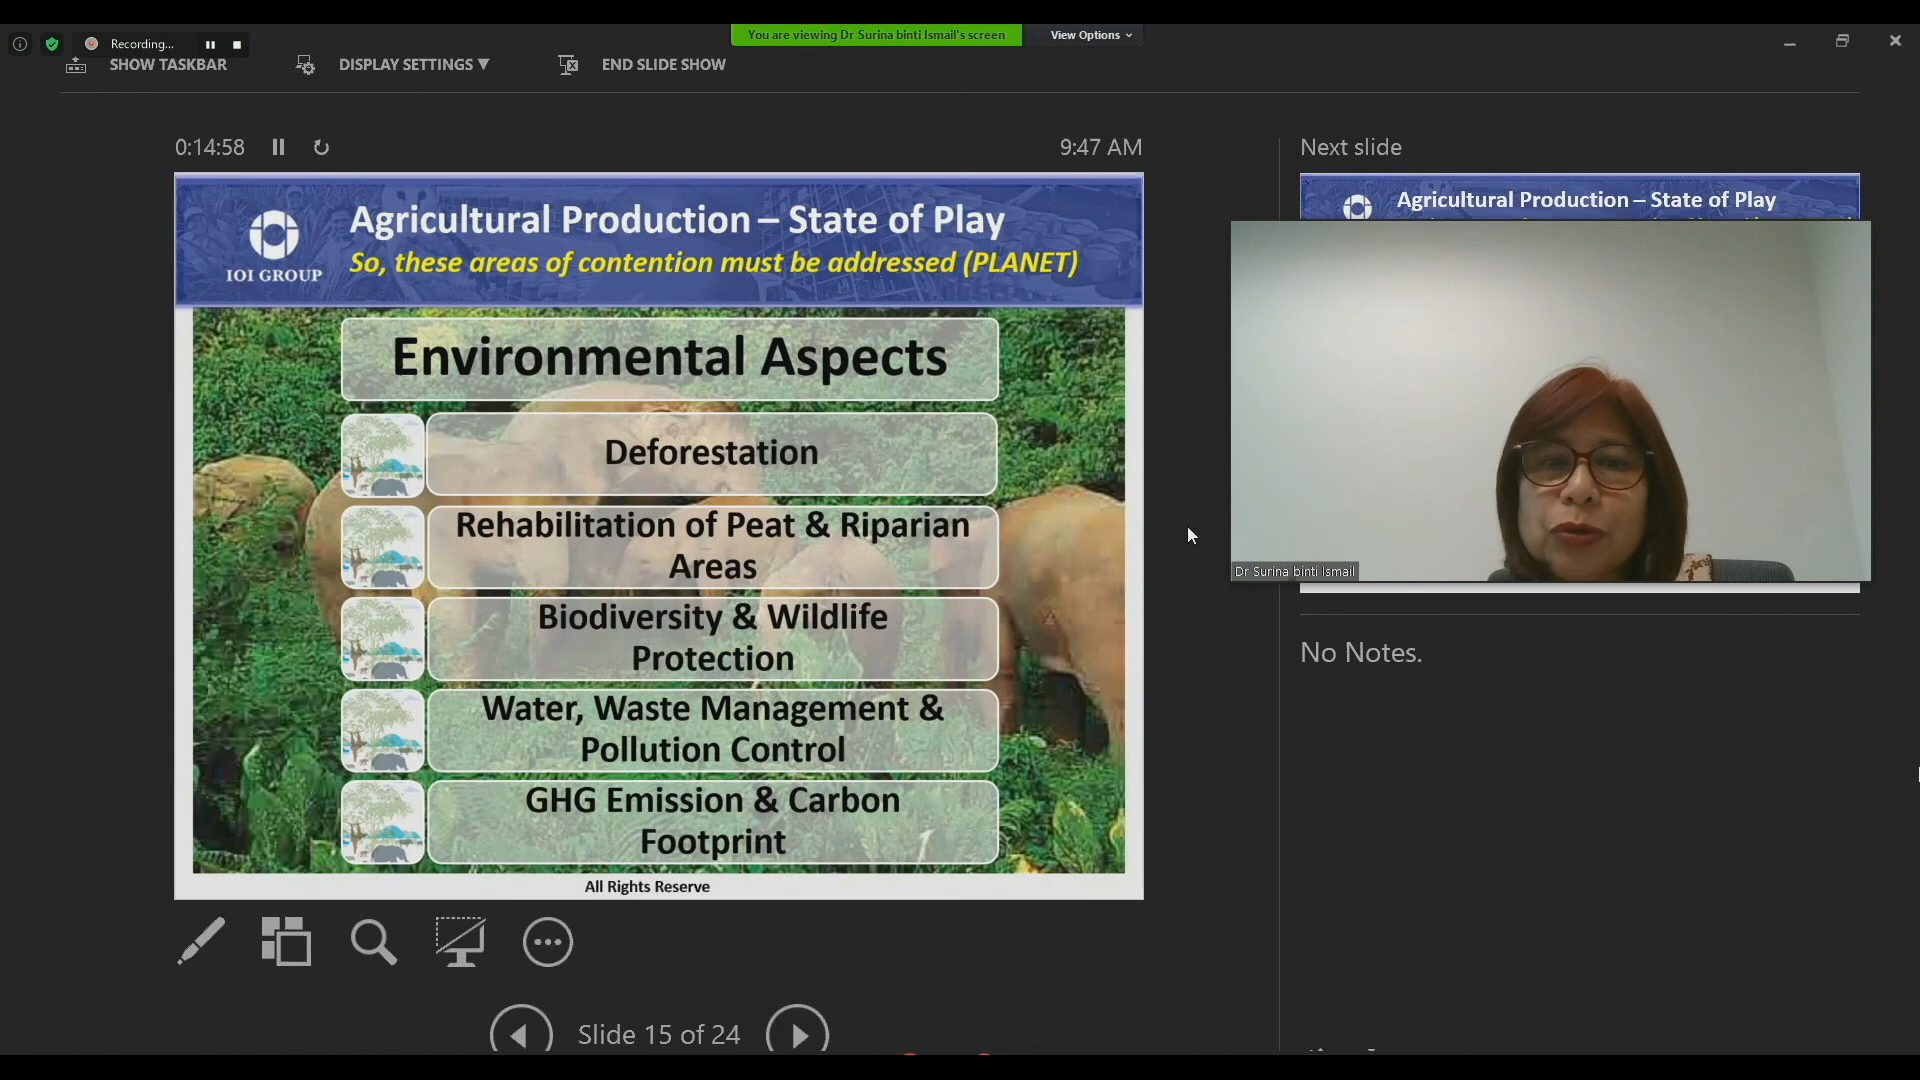 You are viewing Dr Surina binti Ismail's screen
View Options
Recording...
SHOW TASKBAR
DISPLAY SETTINGS ▼
END SLIDE SHOW
0:14:58
9:47 AM
Next slide
IOI GROUP
Agricultural Production – State of Play
So, these areas of contention must be addressed (PLANET)
Environmental Aspects
Deforestation
Rehabilitation of Peat & Riparian
Areas
Biodiversity & Wildlife
Protection
Water, Waste Management &
Pollution Control
GHG Emission & Carbon
Footprint
All Rights Reserve
Slide 15 of 24
Agricultural Production – State of Play
Dr Surina binti Ismail
No Notes.